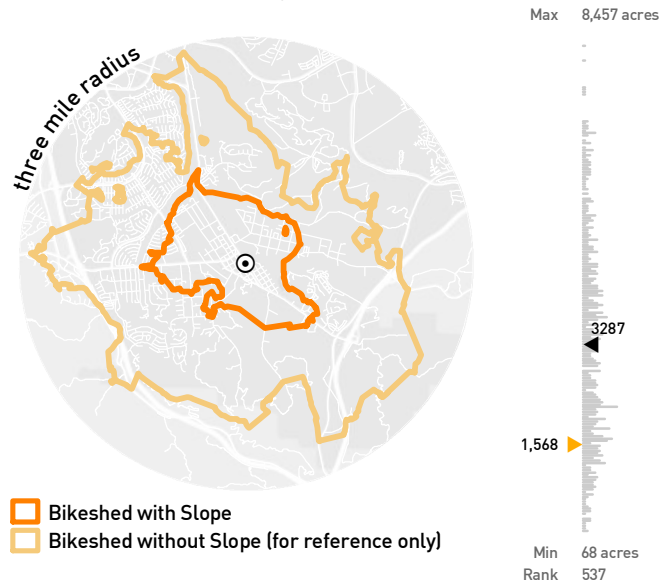 Max 8,457 acres
three mile radius
3287
1,568
Bikeshed with Slope
Bikeshed without Slope (for reference only)
Min 68 acres
Rank 537